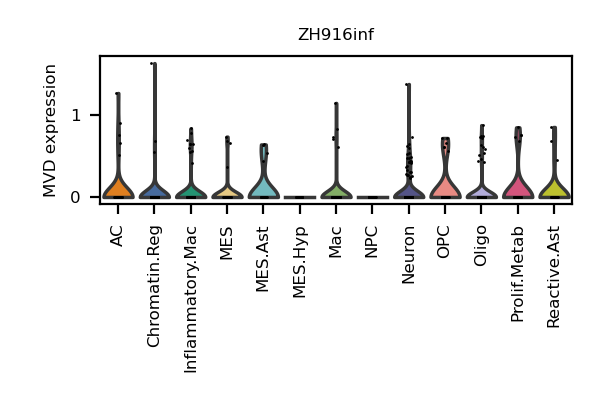 ZH916inf
MVD expression
1
0
AC
Chromatin.Reg
Inflammatory.Mac
MES
MES.Ast
MES.Hyp
Mac
NPC
Neuron
OPC
Oligo
Prolif.Metab
Reactive.Ast